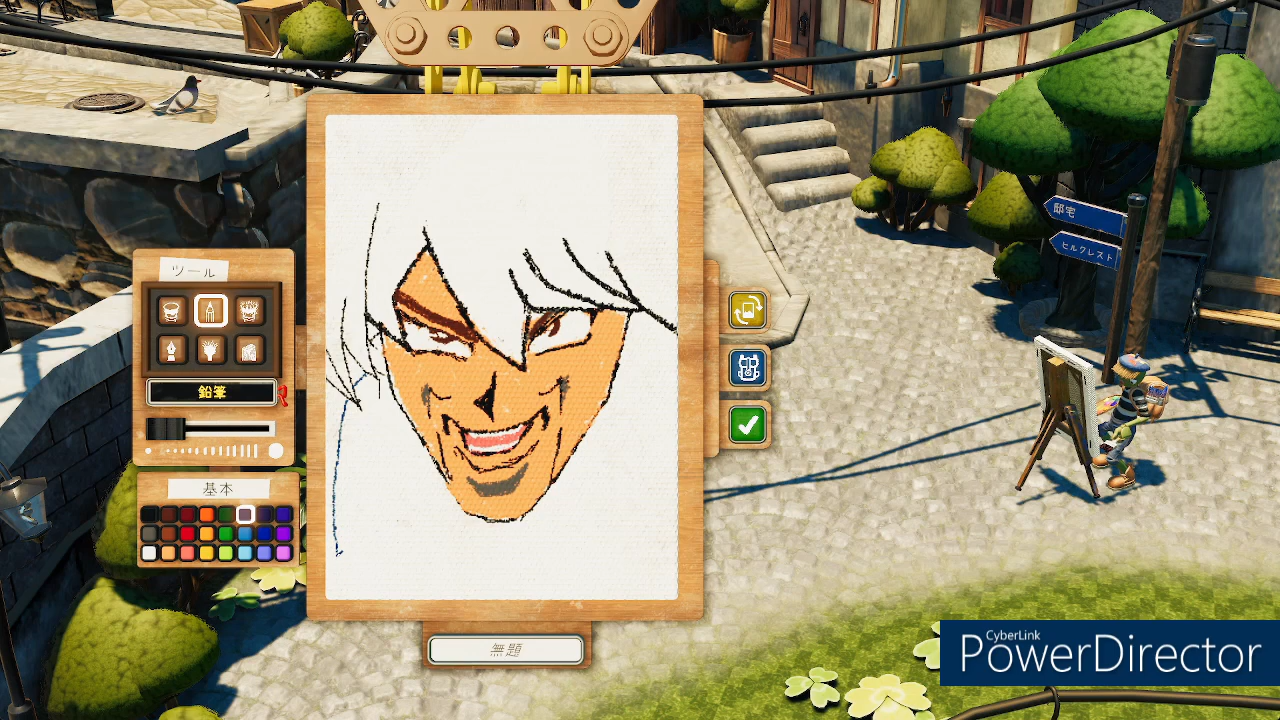 ツール
鉛筆
基本
無題
邸宅
ヒルクレスト
CyberLink
PowerDirector